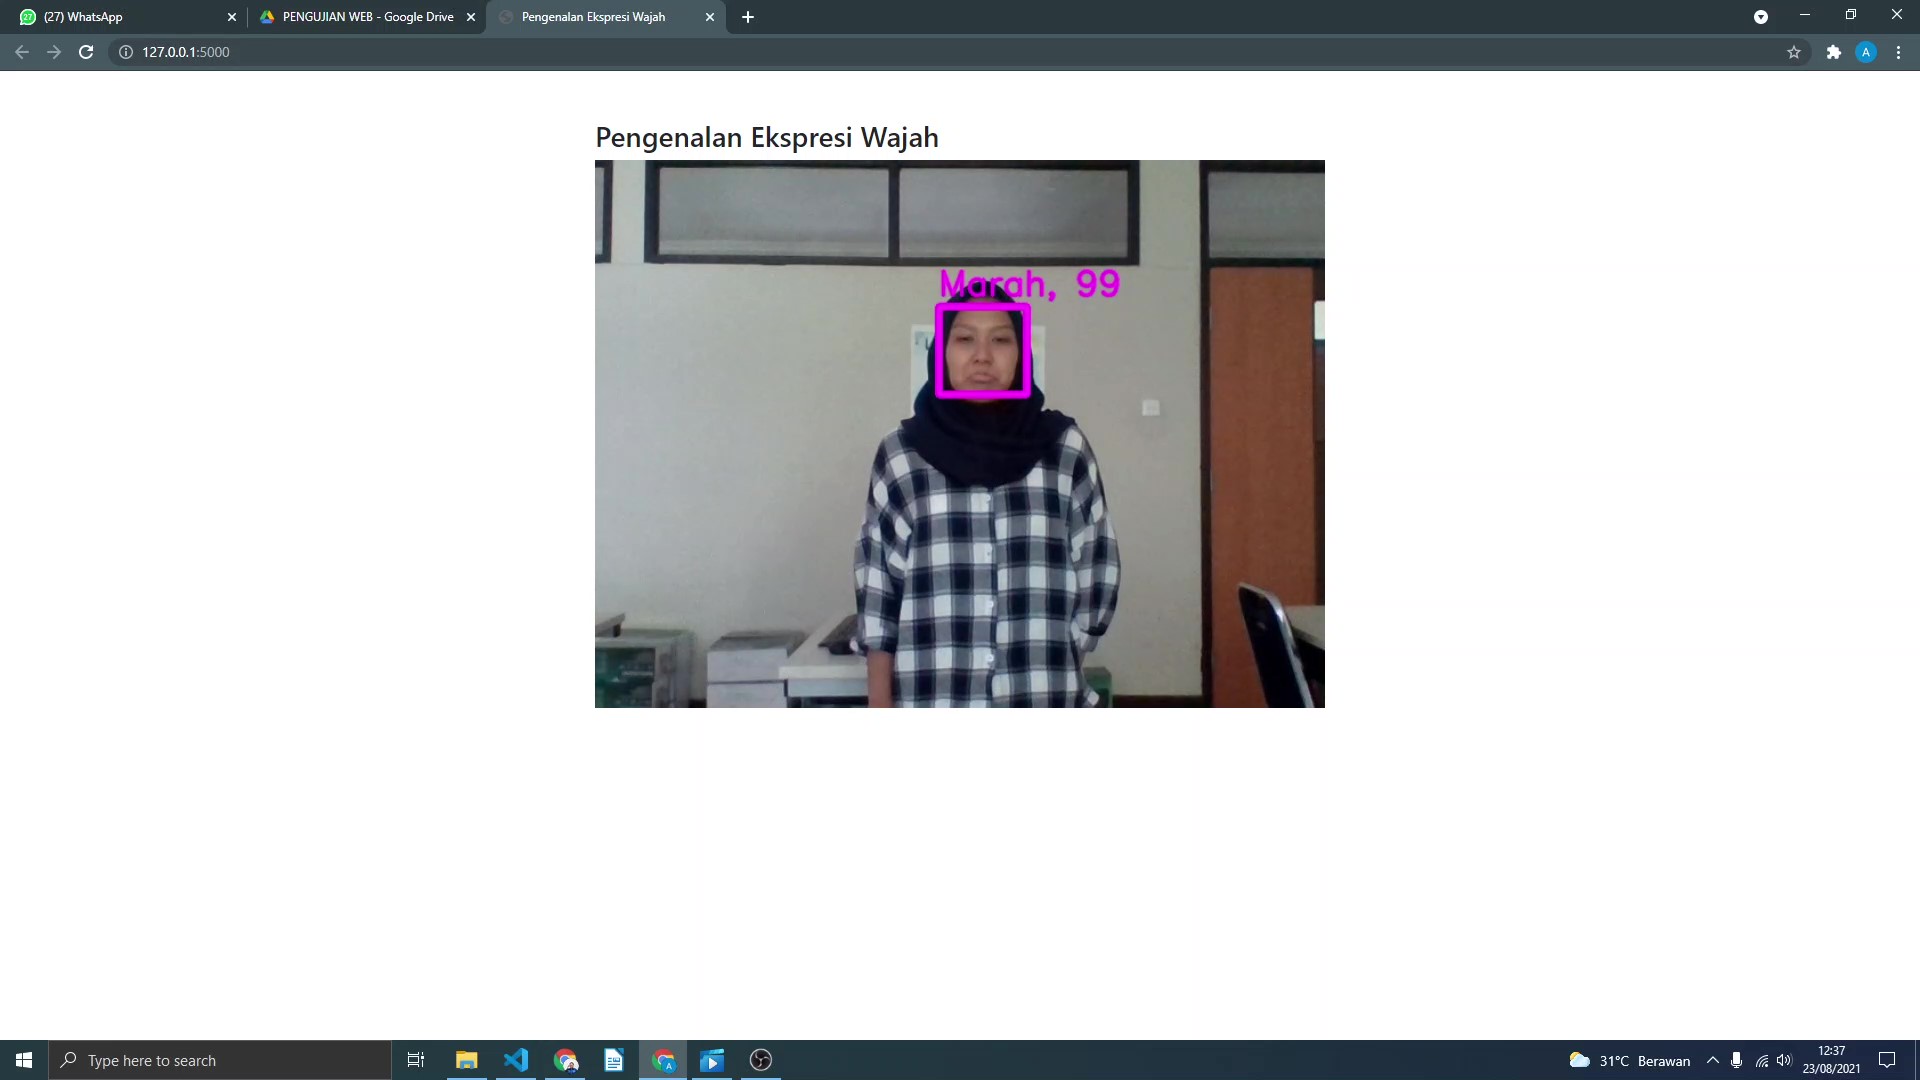 (27) WhatsApp
PENGUJIAN WEB - Google Drive
Pengenalan Ekspresi Wajah
127.0.0.1:5000
A
Pengenalan Ekspresi Wajah
Marah, 99
Type here to search
31°C Berawan
12:37
23/08/2021